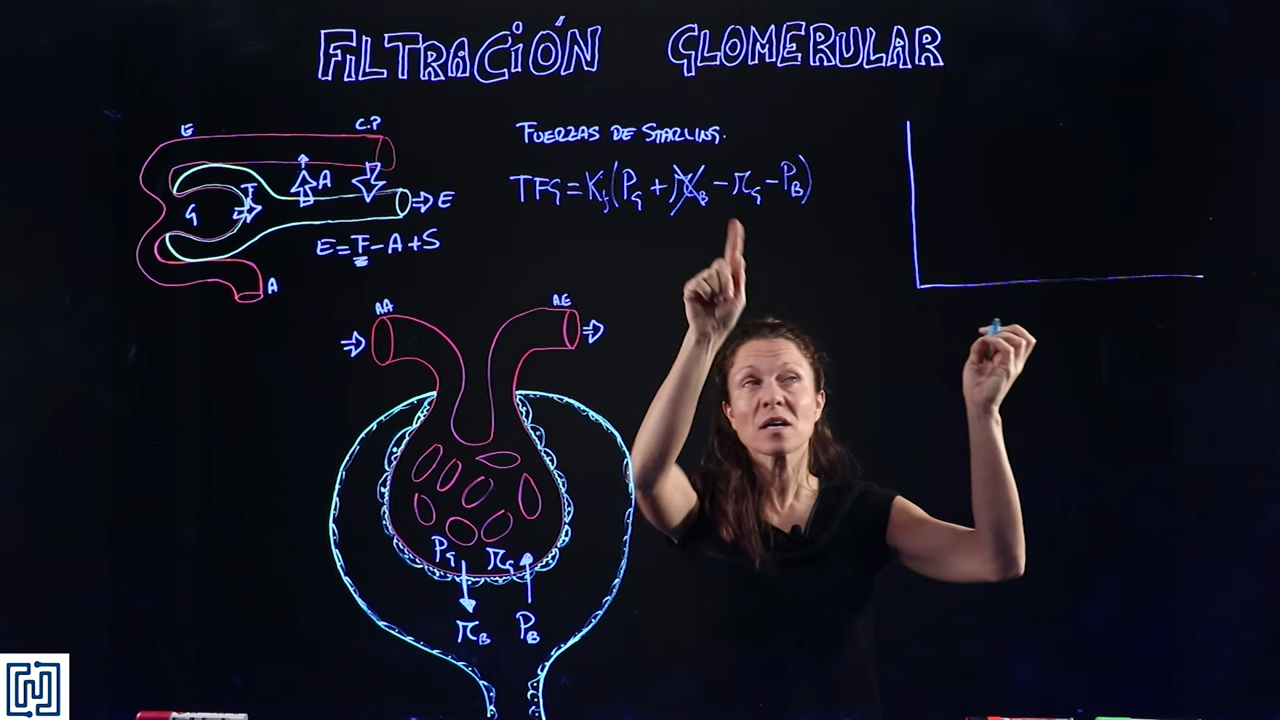 FILTRACIÓN GLOMERULAR
E
C.P
A
F
G
E
E=F-A+S
A
FUERZAS DE STARLING.
TFG=Kf(PG+πB-πG-PB)
AA
AE
PG πG
πB PB